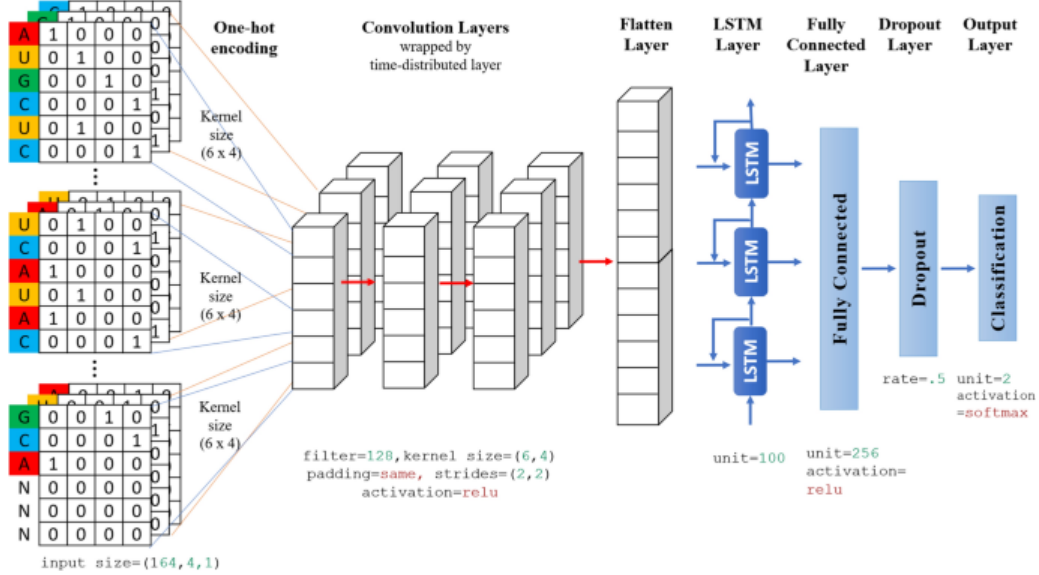 One-hot
encoding
Convolution Layers
wrapped by
time-distributed layer
Flatten
Layer
LSTM
Layer
Fully
Connected
Layer
Dropout
Layer
Output
Layer
A 1 0 0 0
U 0 1 0 0
G 0 0 1 0
C 0 0 0 1
U 0 1 0 0
C 0 0 0 1
...
U 0 1 0 0
C 0 0 0 1
A 1 0 0 0
U 0 1 0 0
A 1 0 0 0
C 0 0 0 1
...
G 0 0 1 0
C 0 0 0 1
A 1 0 0 0
N 0 0 0 0
N 0 0 0 0
N 0 0 0 0
input size=(164,4,1)
Kernel
size
(6 x 4)
Kernel
size
(6 x 4)
Kernel
size
(6 x 4)
filter=128,kernel size=(6,4)
padding=same, strides=(2,2)
activation=relu
LSTM
LSTM
LSTM
unit=100
Fully Connected
unit=256
activation=
relu
Dropout
rate=.5
Classification
unit=2
activation
=softmax